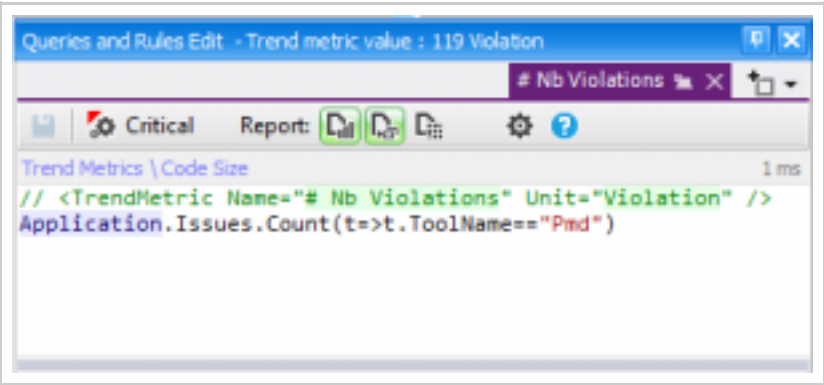 Queries and Rules Edit - Trend metric value : 119 Violation
# Nb Violations
Critical Report:
Trend Metrics \ Code Size 1 ms
// <TrendMetric Name="# Nb Violations" Unit="Violation" />
Application.Issues.Count(t=>t.ToolName=="Pmd")